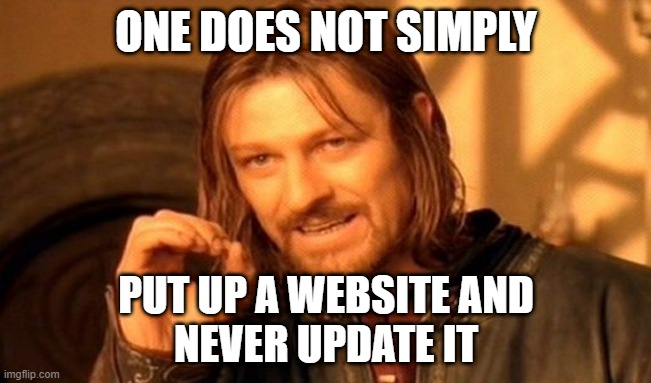 ONE DOES NOT SIMPLY
PUT UP A WEBSITE AND
NEVER UPDATE IT
imgflip.com